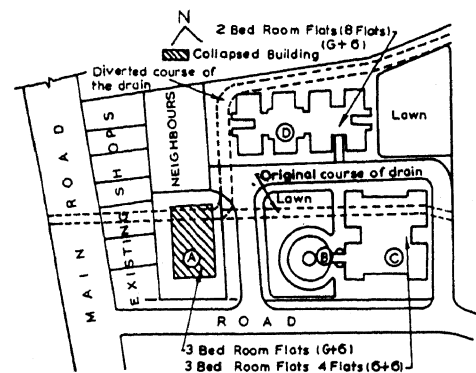 N
2 Bed Room Flats (8 Flats)
(G+6)
Collapsed Building
Diverted course of
the drain
Lawn
D
NEIGHBOURS
MAIN ROAD
EXISTING SHOPS
Original course of drain
Lawn
A
B
C
ROAD
3 Bed Room Flats (G+6)
3 Bed Room Flats 4 Flats (6+6)